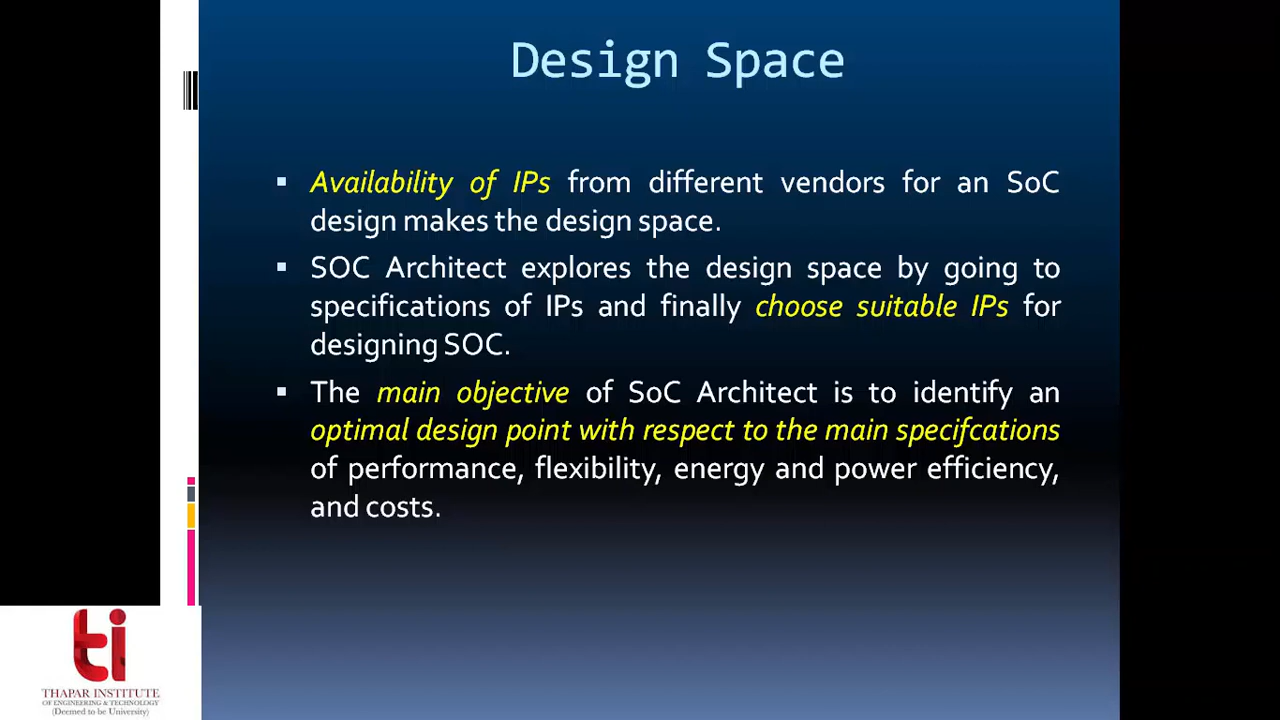 Design Space
▪ Availability of IPs from different vendors for an SoC
design makes the design space.
▪ SOC Architect explores the design space by going to
specifications of IPs and finally choose suitable IPs for
designing SOC.
▪ The main objective of SoC Architect is to identify an
optimal design point with respect to the main specifcations
of performance, flexibility, energy and power efficiency,
and costs.
ti
THAPAR INSTITUTE
OF ENGINEERING & TECHNOLOGY
(Deemed to be University)